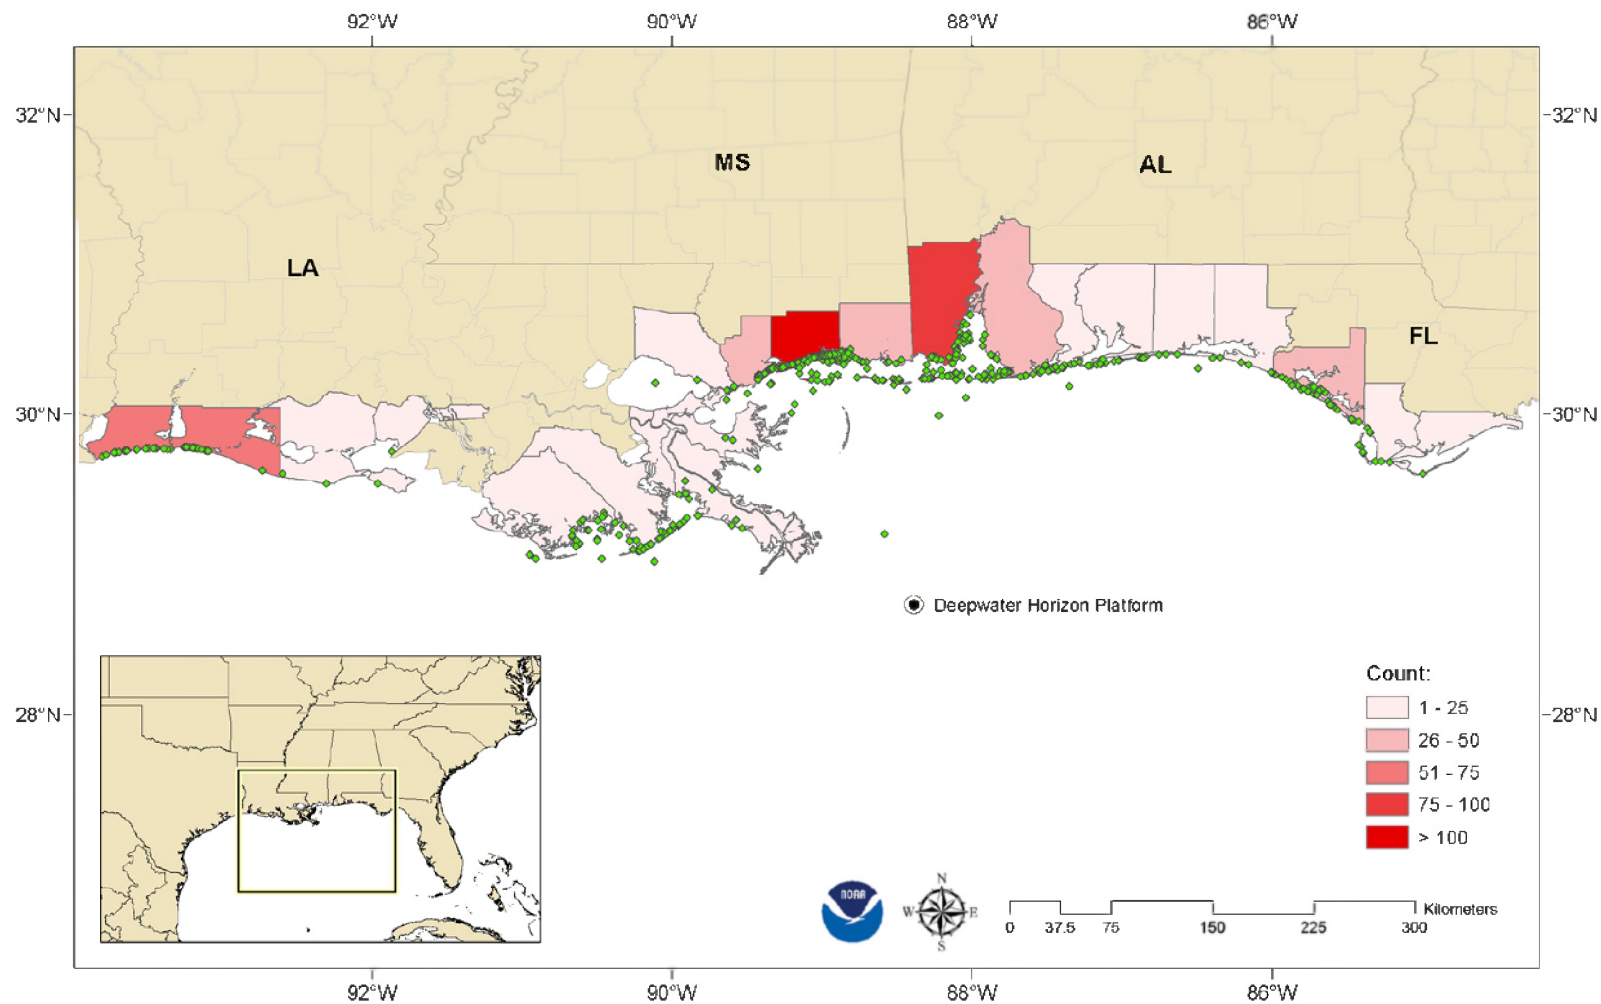 92°W 90°W 88°W 86°W
32°N 32°N
MS AL
LA
FL
30°N 30°N
Deepwater Horizon Platform
Count:
1 - 25
28°N 28°N
26 - 50
51 - 75
75 - 100
> 100
NOAA
N
W E
S
Kilometers
0 37.5 75 150 225 300
92°W 90°W 88°W 86°W